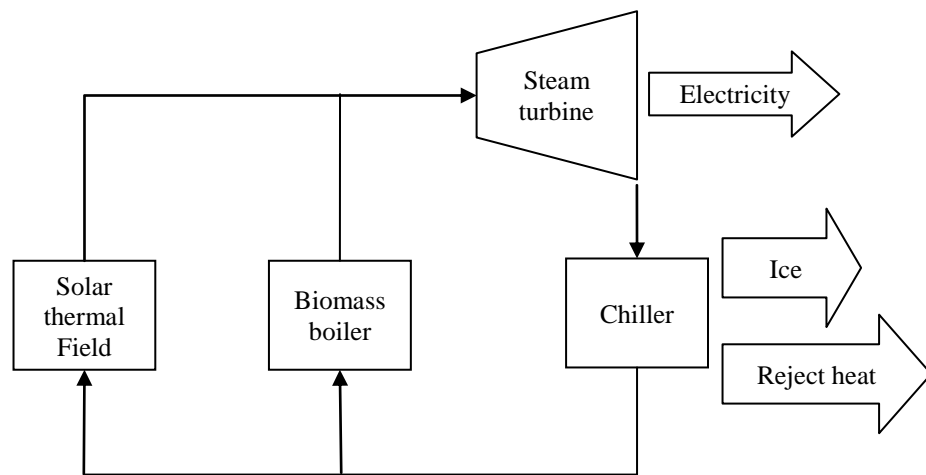 Steam
turbine
Electricity
Solar
thermal
Field
Biomass
boiler
Chiller
Ice
Reject heat